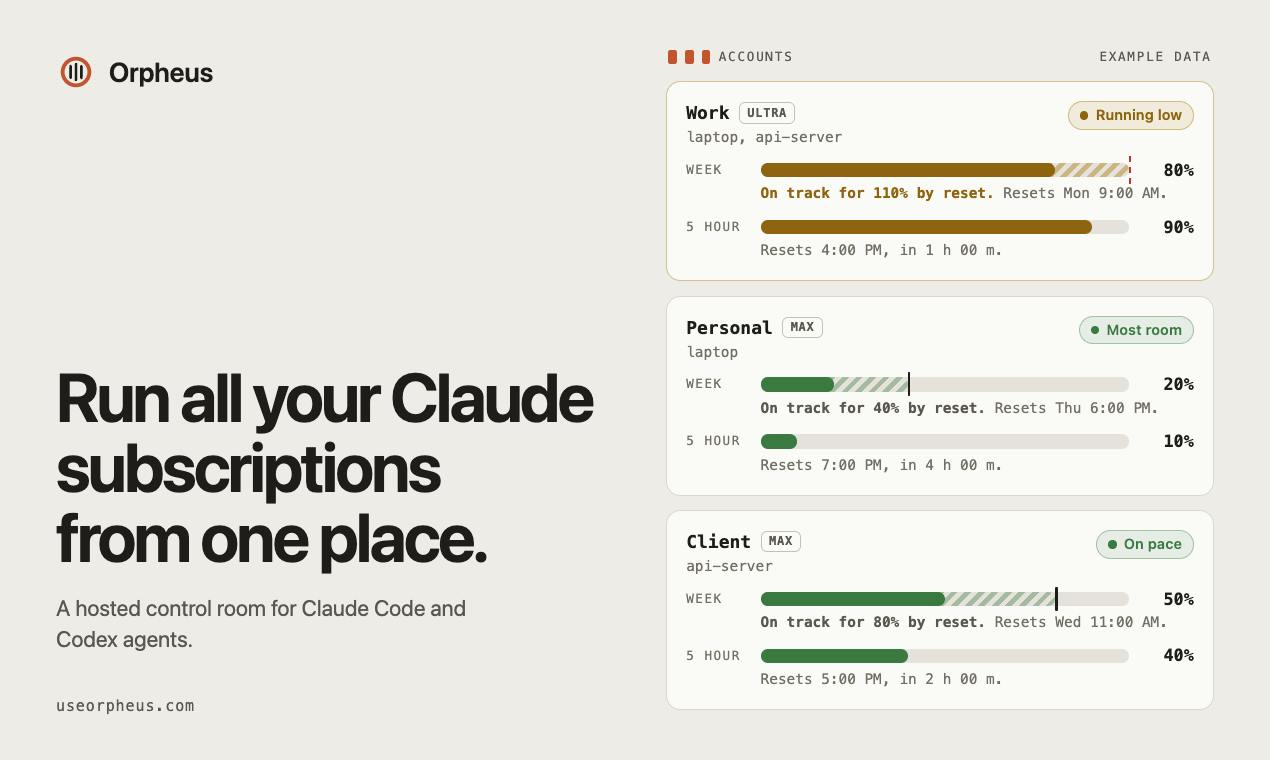 Orpheus
Run all your Claude
subscriptions
from one place.
A hosted control room for Claude Code and
Codex agents.
useorpheus.com
ACCOUNTS
EXAMPLE DATA
Work
ULTRA
Running low
laptop, api-server
WEEK
80%
On track for 110% by reset. Resets Mon 9:00 AM.
5 HOUR
90%
Resets 4:00 PM, in 1 h 00 m.
Personal
MAX
Most room
laptop
WEEK
20%
On track for 40% by reset. Resets Thu 6:00 PM.
5 HOUR
10%
Resets 7:00 PM, in 4 h 00 m.
Client
MAX
On pace
api-server
WEEK
50%
On track for 80% by reset. Resets Wed 11:00 AM.
5 HOUR
40%
Resets 5:00 PM, in 2 h 00 m.